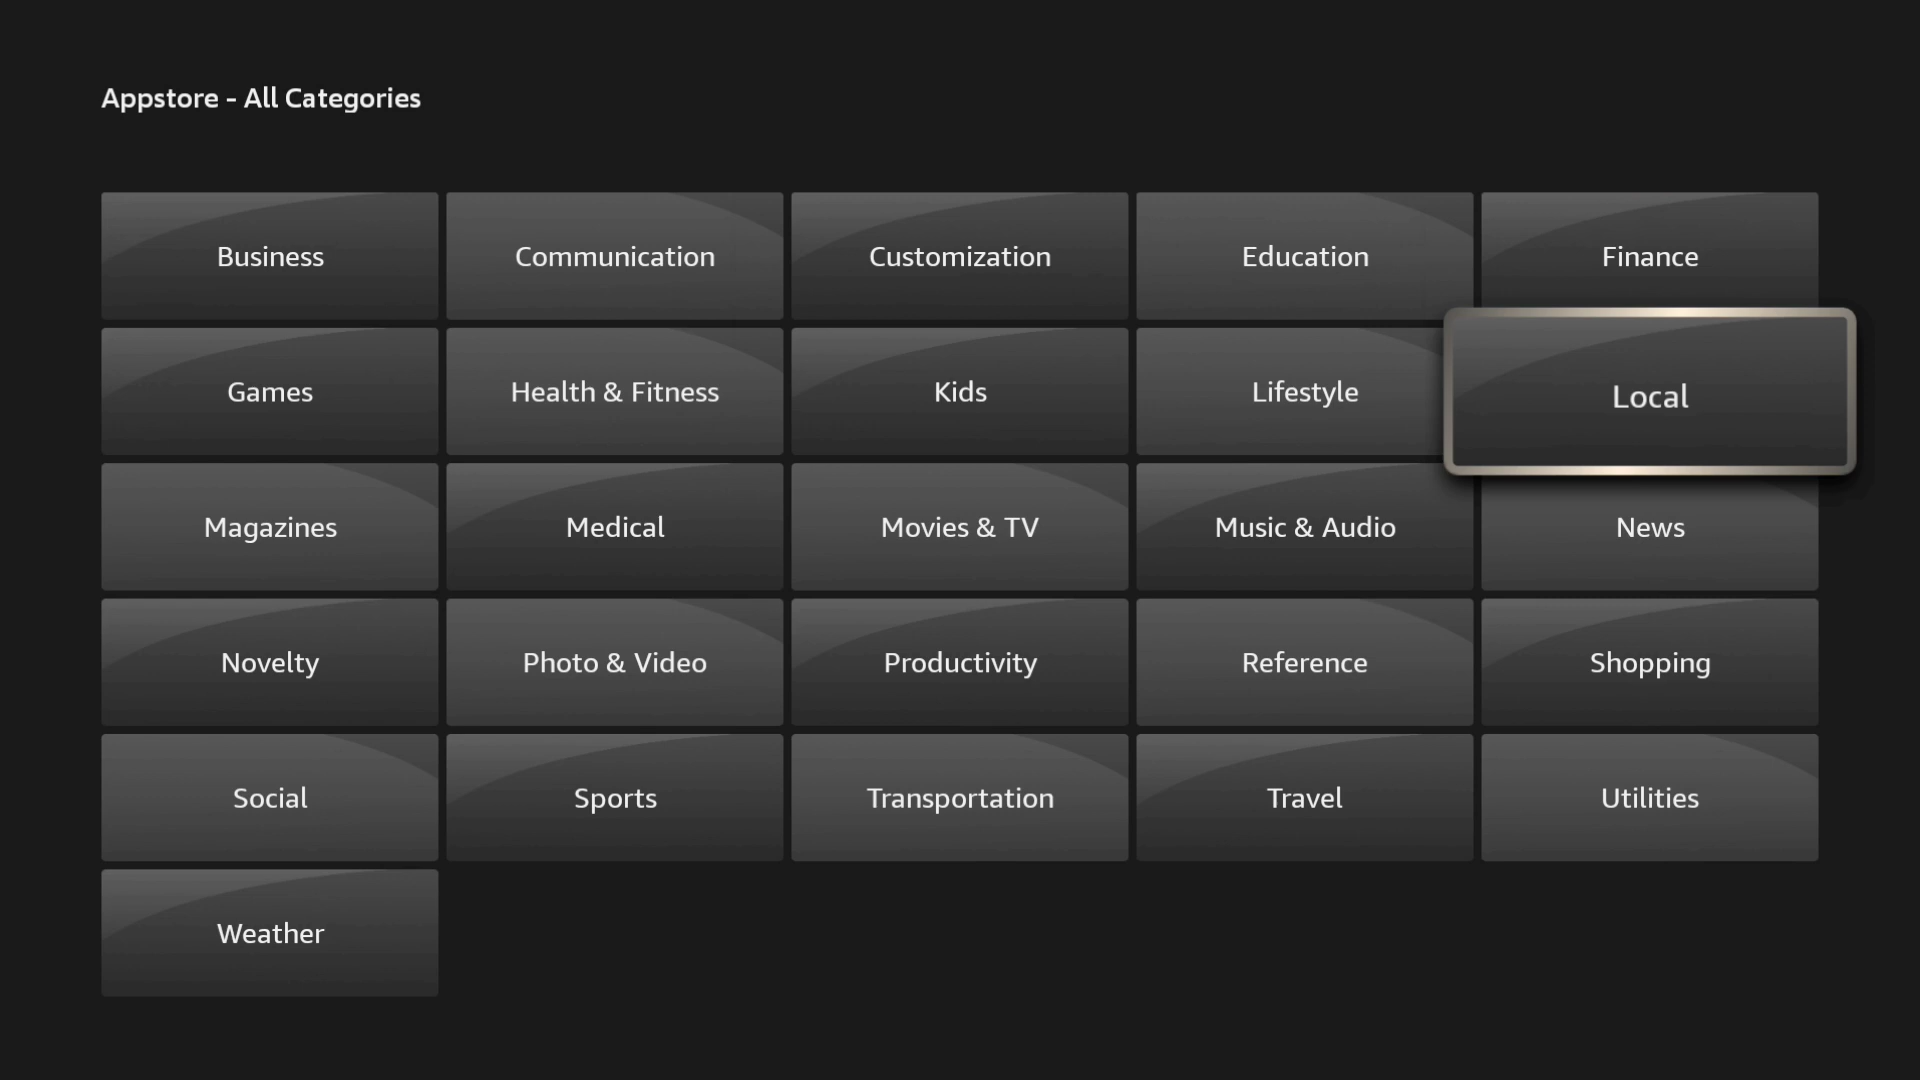 Appstore - All Categories
Business
Communication
Customization
Education
Finance
Games
Health & Fitness
Kids
Lifestyle
Local
Magazines
Medical
Movies & TV
Music & Audio
News
Novelty
Photo & Video
Productivity
Reference
Shopping
Social
Sports
Transportation
Travel
Utilities
Weather